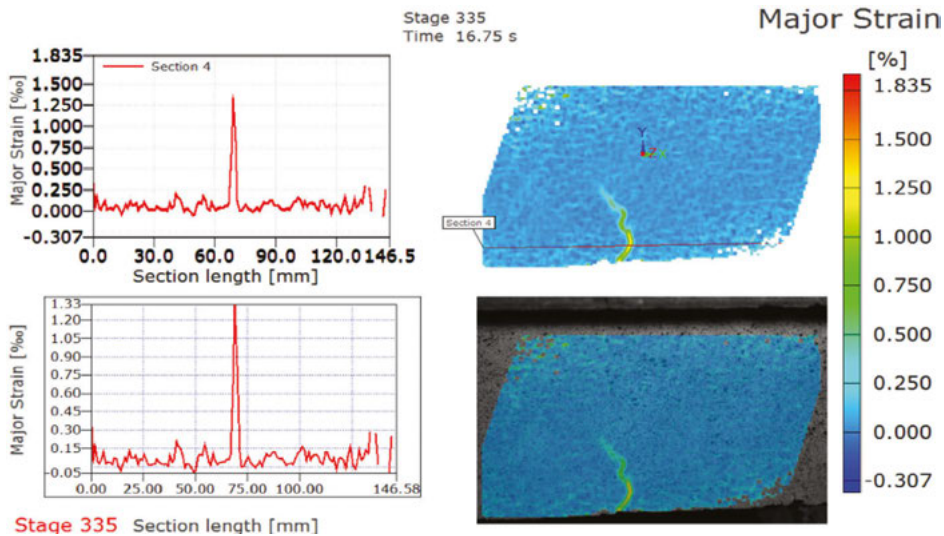 Stage 335
Time 16.75 s
Major Strain
[%]
1.835
1.500
1.250
1.000
0.750
0.500
0.250
0.000
-0.307
Major Strain [‰]
1.835
1.500
1.250
1.000
0.750
0.500
0.250
0.000
-0.307
Section 4
0.0 30.0 60.0 90.0 120.0 146.5
Section length [mm]
Y
Z
Section 4
Major Strain [‰]
1.33
1.20
1.05
0.90
0.75
0.60
0.45
0.30
0.15
-0.05
0.00 25.00 50.00 75.00 100.00 146.58
Stage 335 Section length [mm]